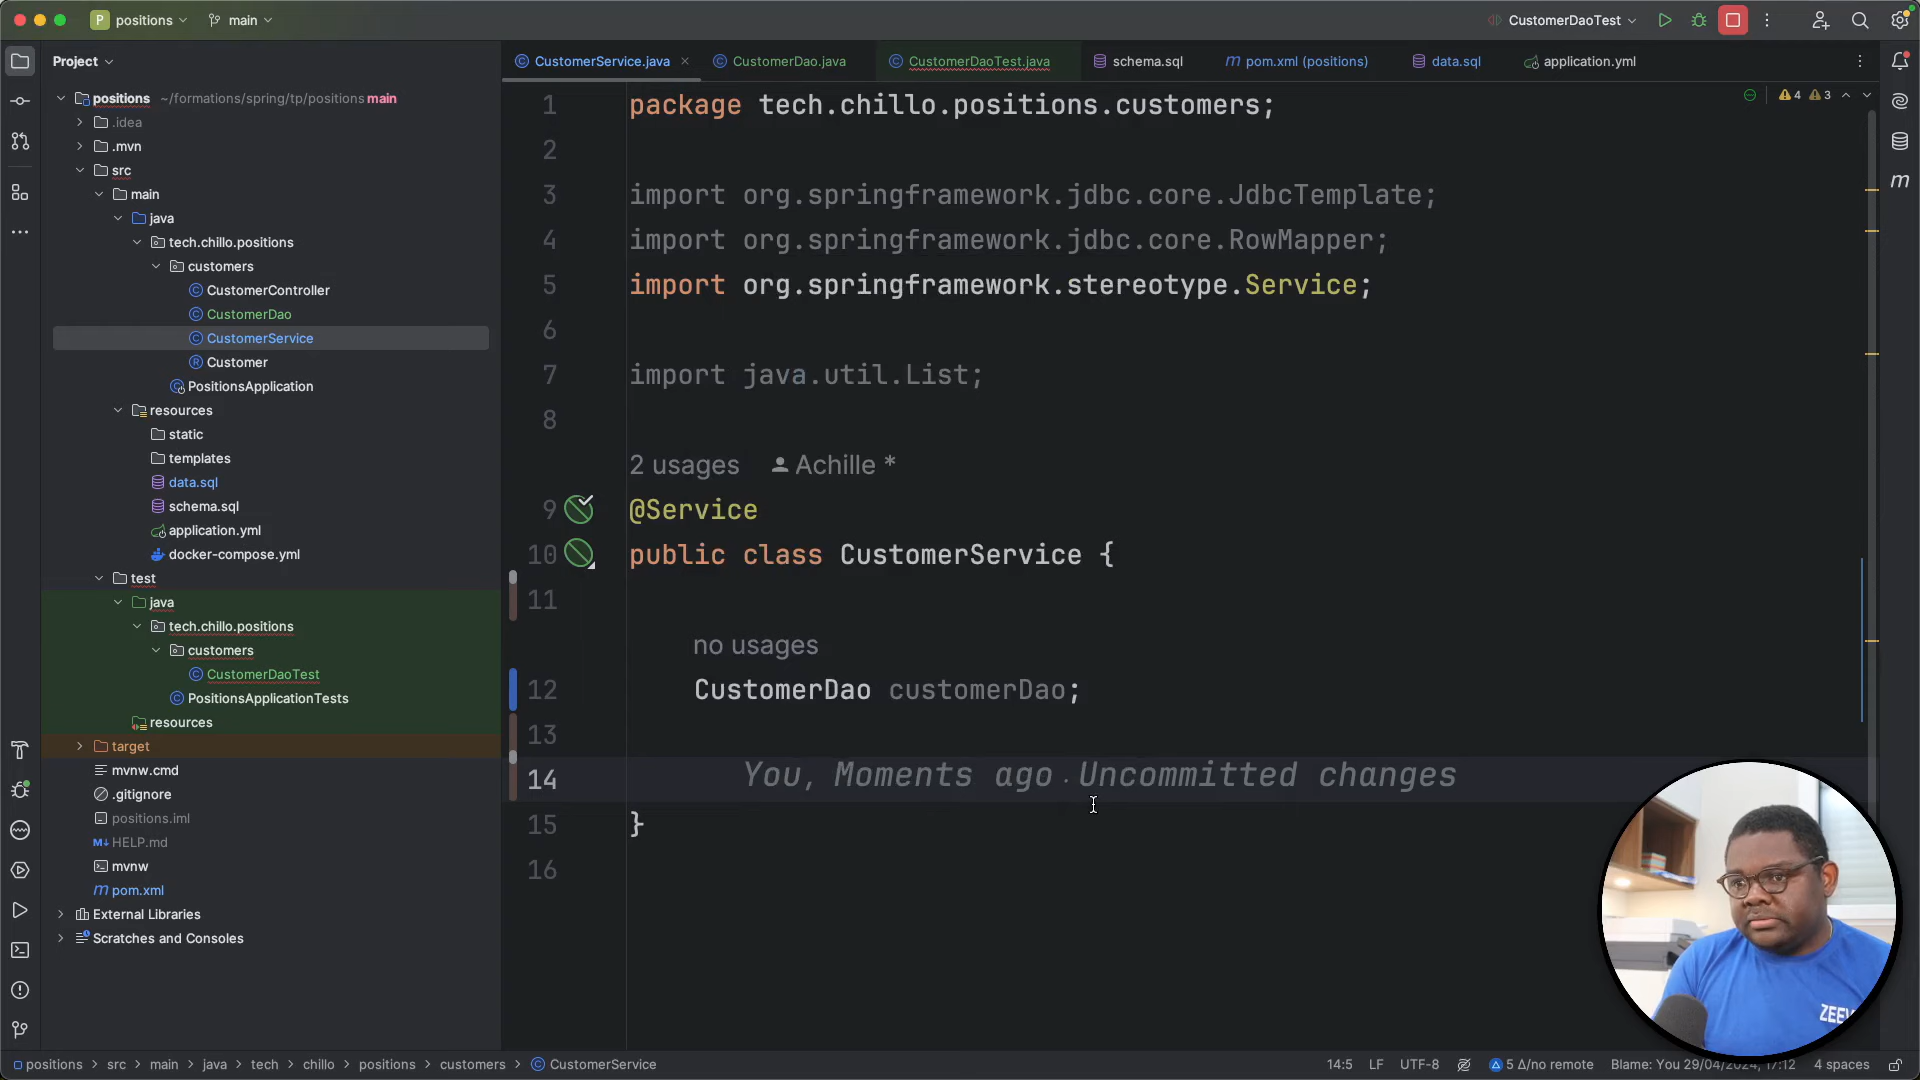 positions
main
CustomerDaoTest
Project
CustomerService.java
CustomerDao.java
CustomerDaoTest.java
schema.sql
pom.xml (positions)
data.sql
application.yml
positions ~/formations/spring/tp/positions main
.idea
.mvn
src
main
java
tech.chillo.positions
customers
CustomerController
CustomerDao
CustomerService
Customer
PositionsApplication
resources
static
templates
data.sql
schema.sql
application.yml
docker-compose.yml
test
java
tech.chillo.positions
customers
CustomerDaoTest
PositionsApplicationTests
resources
target
mvnw.cmd
.gitignore
positions.iml
HELP.md
mvnw
pom.xml
External Libraries
Scratches and Consoles
4 3
1 package tech.chillo.positions.customers;
2
3 import org.springframework.jdbc.core.JdbcTemplate;
4 import org.springframework.jdbc.core.RowMapper;
5 import org.springframework.stereotype.Service;
6
7 import java.util.List;
8
2 usages Achille *
9 @Service
10 public class CustomerService {
11
no usages
12 CustomerDao customerDao;
13
14 You, Moments ago · Uncommitted changes
15 }
16
ZEEV
positions > src > main > java > tech > chillo > positions > customers > CustomerService
14:5 LF UTF-8 5 Δ/no remote Blame: You 29/04/2024, 17:12 4 spaces